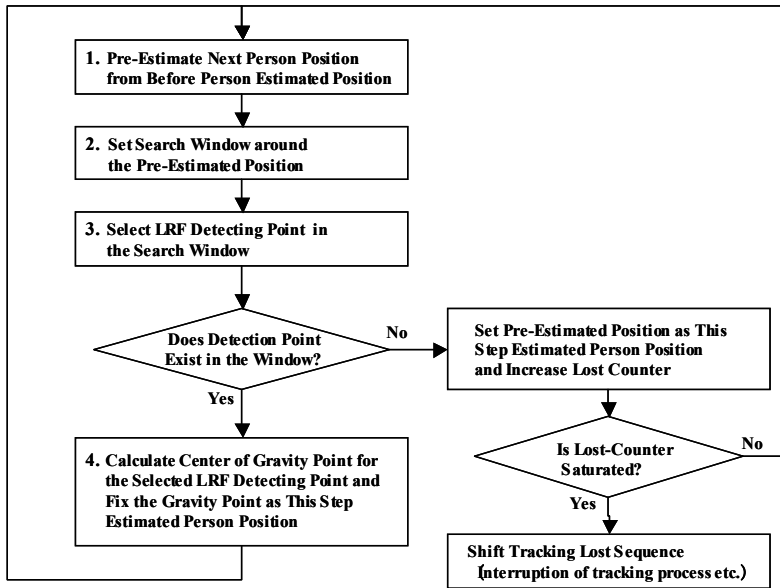 1. Pre-Estimate Next Person Position
from Before Person Estimated Position
2. Set Search Window around
the Pre-Estimated Position
3. Select LRF Detecting Point in
the Search Window
Does Detection Point
Exist in the Window?
No
Yes
4. Calculate Center of Gravity Point for
the Selected LRF Detecting Point and
Fix the Gravity Point as This Step
Estimated Person Position
Set Pre-Estimated Position as This
Step Estimated Person Position
and Increase Lost Counter
Is Lost-Counter
Saturated?
No
Yes
Shift Tracking Lost Sequence
(Interruption of tracking process etc.)